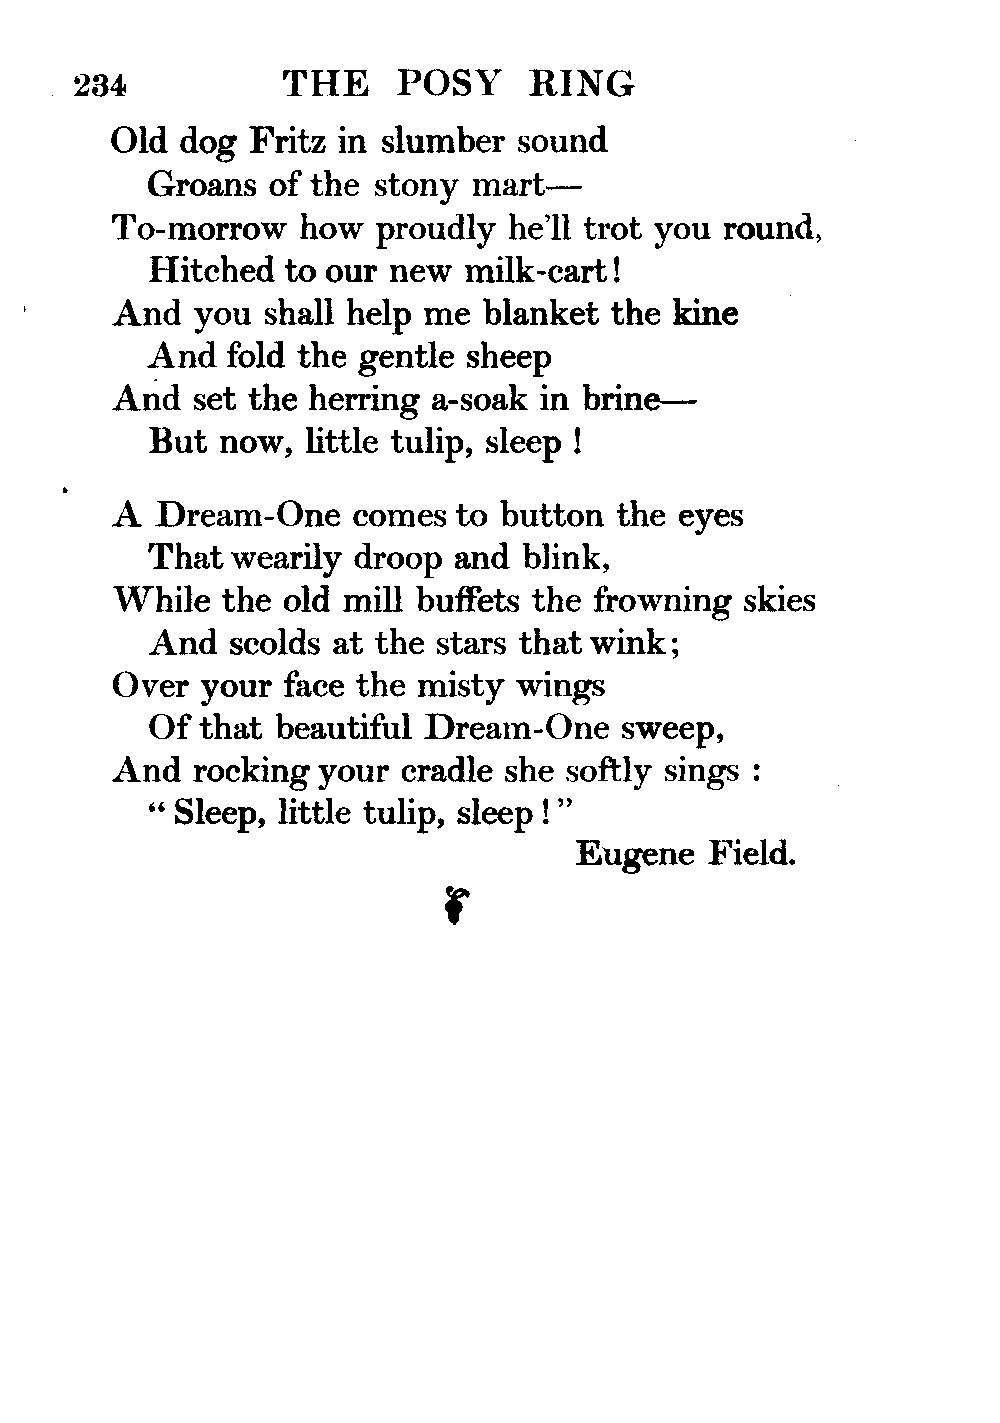 234 THE POSY RING
Old dog Fritz in slumber sound
Groans of the stony mart—
To-morrow how proudly he'll trot you round,
Hitched to our new milk-cart!
And you shall help me blanket the kine
And fold the gentle sheep
And set the herring a-soak in brine—
But now, little tulip, sleep !
A Dream-One comes to button the eyes
That wearily droop and blink,
While the old mill buffets the frowning skies
And scolds at the stars that wink;
Over your face the misty wings
Of that beautiful Dream-One sweep,
And rocking your cradle she softly sings :
“ Sleep, little tulip, sleep ! ”
Eugene Field.